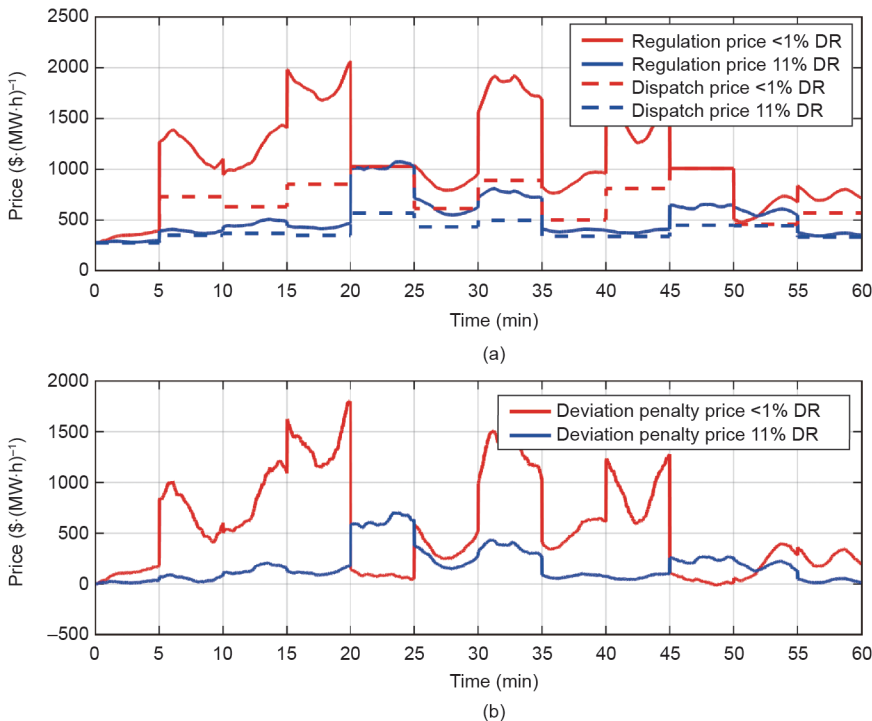 (a)
2500
2000
1500
1000
500
0
Price ($·(MW·h)⁻¹)
Regulation price <1% DR
Regulation price 11% DR
Dispatch price <1% DR
Dispatch price 11% DR
0 5 10 15 20 25 30 35 40 45 50 55 60
Time (min)
(b)
2000
1500
1000
500
0
–500
Price ($·(MW·h)⁻¹)
Deviation penalty price <1% DR
Deviation penalty price 11% DR
0 5 10 15 20 25 30 35 40 45 50 55 60
Time (min)